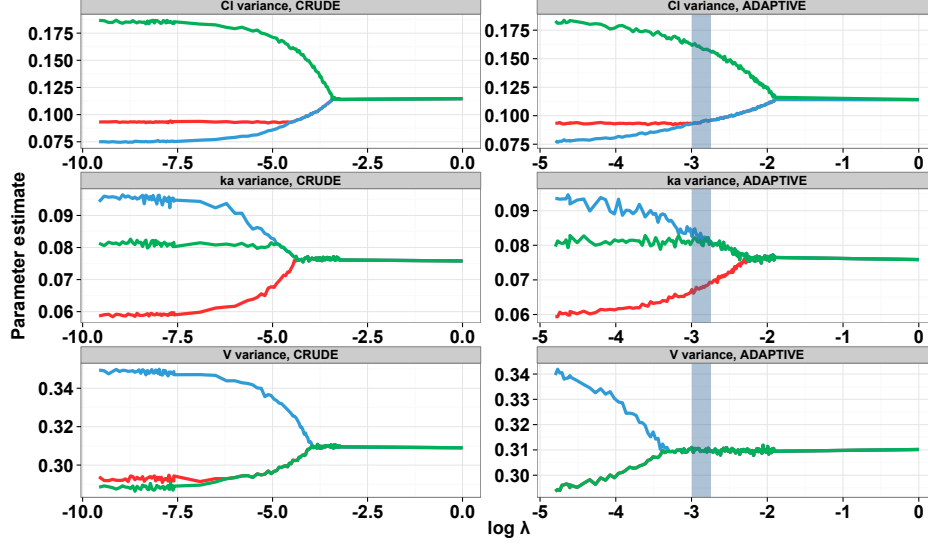 Cl variance, CRUDE
Cl variance, ADAPTIVE
0.175
0.150
0.125
0.100
0.075
-10.0 -7.5 -5.0 -2.5 0.0
0.175
0.150
0.125
0.100
0.075
-5 -4 -3 -2 -1 0
ka variance, CRUDE
ka variance, ADAPTIVE
0.09
0.08
0.07
0.06
-10.0 -7.5 -5.0 -2.5 0.0
0.09
0.08
0.07
0.06
-5 -4 -3 -2 -1 0
V variance, CRUDE
V variance, ADAPTIVE
0.34
0.32
0.30
-10.0 -7.5 -5.0 -2.5 0.0
0.34
0.33
0.32
0.31
0.30
-5 -4 -3 -2 -1 0
Parameter estimate
log λ